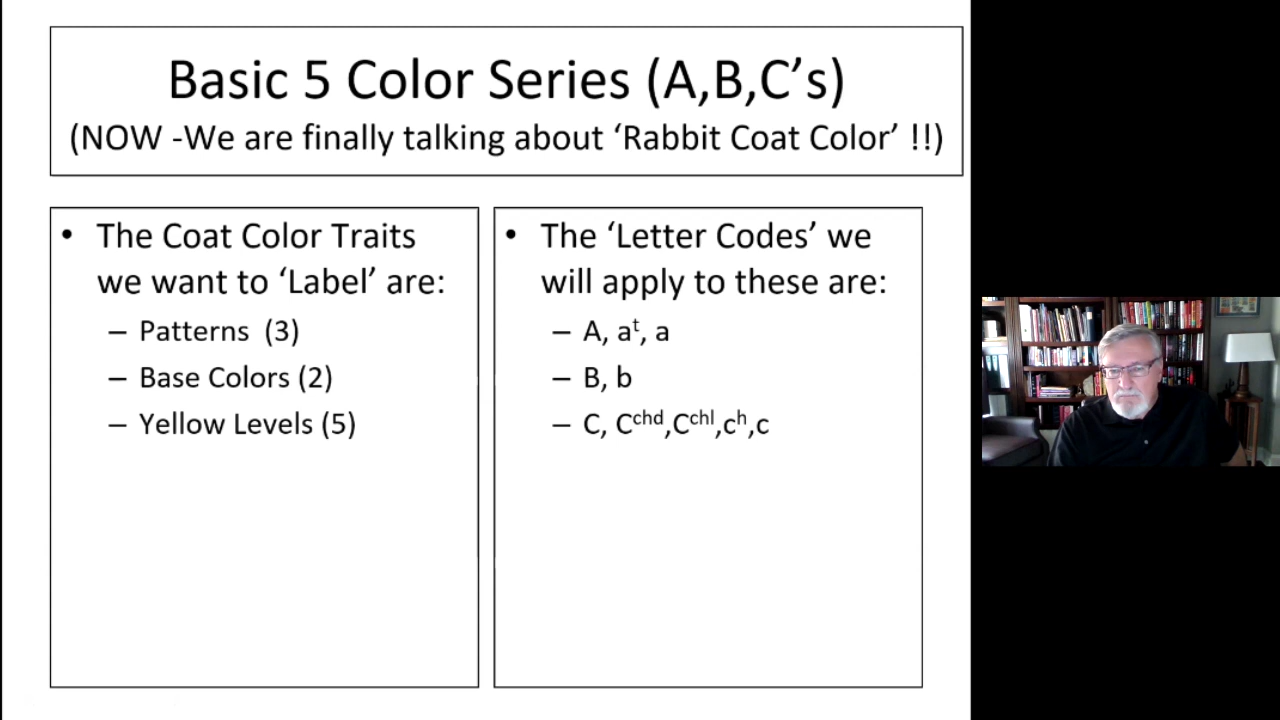 Basic 5 Color Series (A,B,C’s)
(NOW -We are finally talking about ‘Rabbit Coat Color’ !!)
• The Coat Color Traits
we want to ‘Label’ are:
– Patterns (3)
– Base Colors (2)
– Yellow Levels (5)
• The ‘Letter Codes’ we
will apply to these are:
– A, aᵗ, a
– B, b
– C, Cᶜʰᵈ,Cᶜʰˡ,cʰ,c